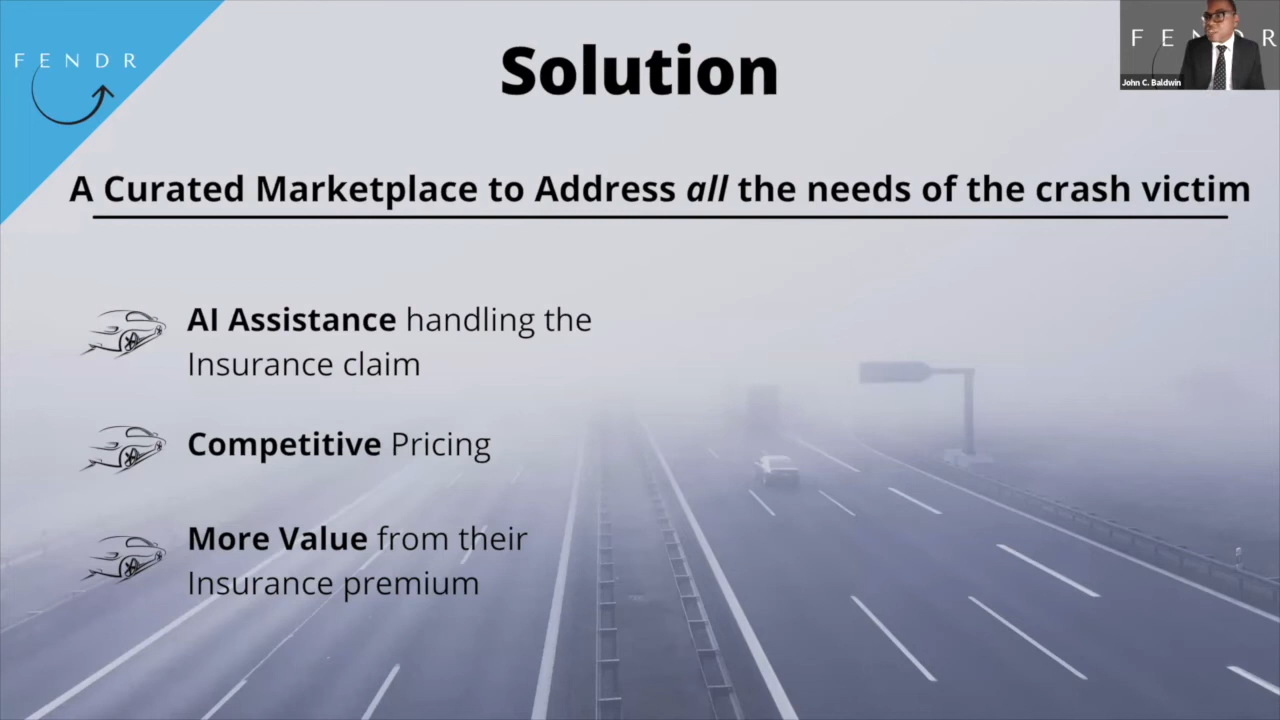 FENDR
Solution
FENDR
John C. Baldwin
A Curated Marketplace to Address all the needs of the crash victim
AI Assistance handling the
Insurance claim
Competitive Pricing
More Value from their
Insurance premium